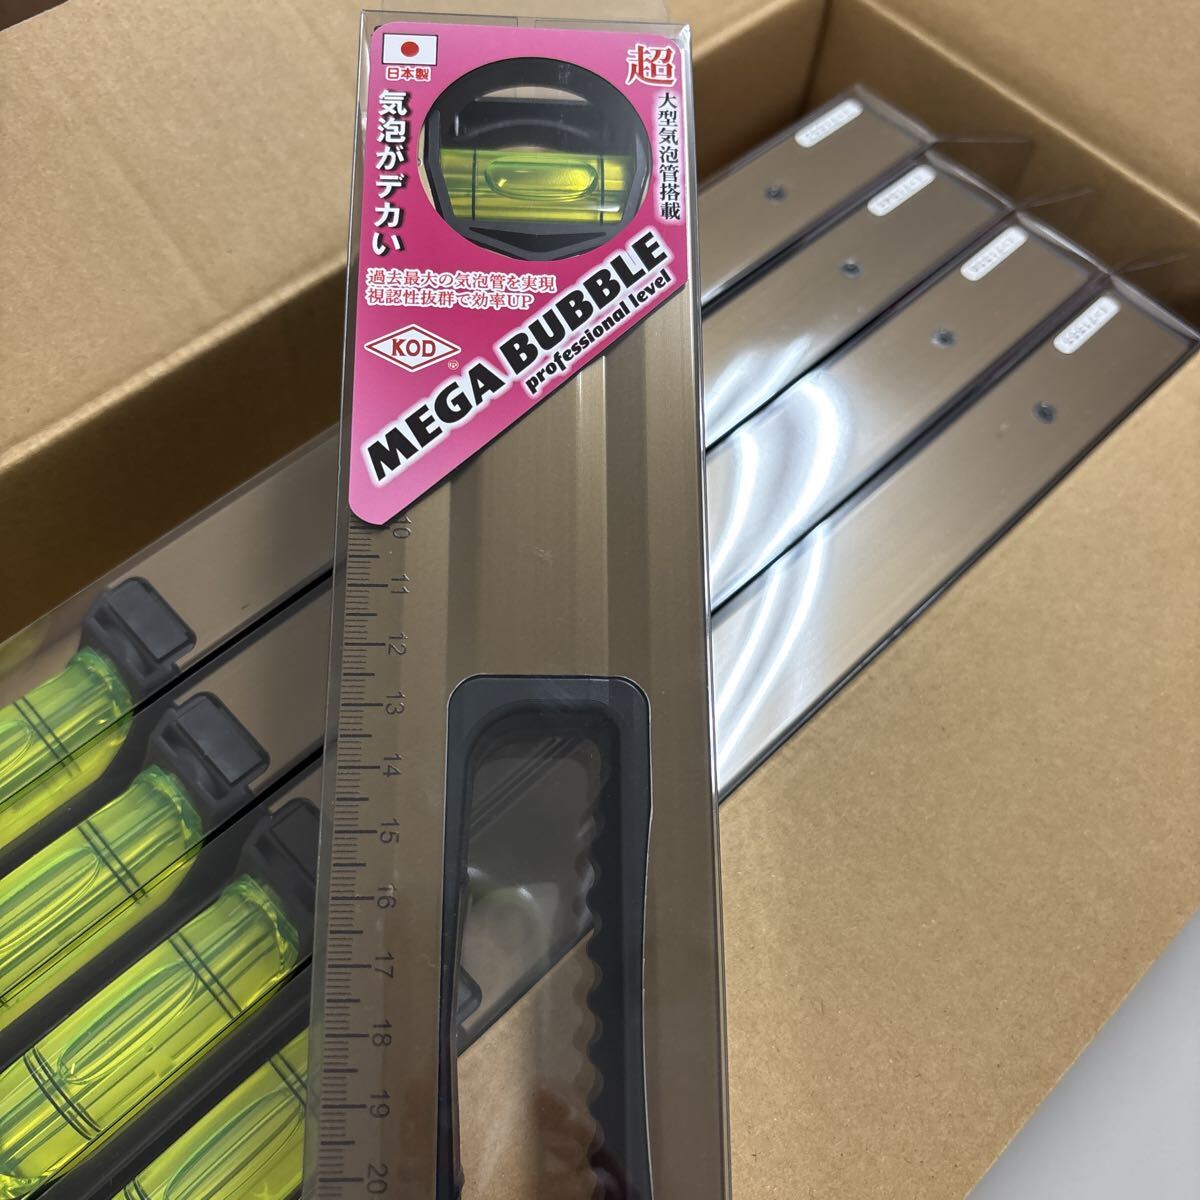 日本製
気泡がデカい
超
大型気泡管搭載
過去最大の気泡管を実現
視認性抜群で効率UP
KOD
®
MEGA BUBBLE
professional level
10
11
12
13
14
15
16
17
18
19
20